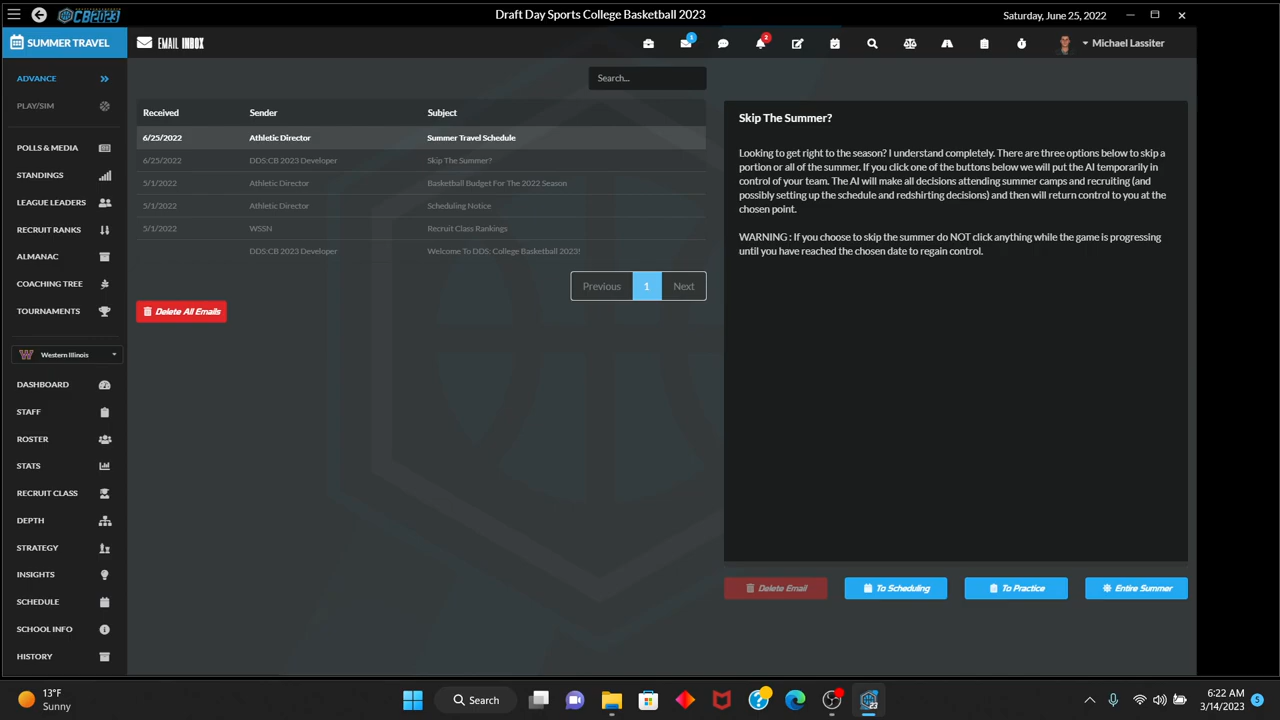 CB2023
Draft Day Sports College Basketball 2023
Saturday, June 25, 2022
SUMMER TRAVEL
EMAIL INBOX
1
2
Michael Lassiter
ADVANCE
PLAY/SIM
POLLS & MEDIA
STANDINGS
LEAGUE LEADERS
RECRUIT RANKS
ALMANAC
COACHING TREE
TOURNAMENTS
Western Illinois
DASHBOARD
STAFF
ROSTER
STATS
RECRUIT CLASS
DEPTH
STRATEGY
INSIGHTS
SCHEDULE
SCHOOL INFO
HISTORY
Search...
Received Sender Subject
6/25/2022 Athletic Director Summer Travel Schedule
6/25/2022 DDS:CB 2023 Developer Skip The Summer?
5/1/2022 Athletic Director Basketball Budget For The 2022 Season
5/1/2022 Athletic Director Scheduling Notice
5/1/2022 WSSN Recruit Class Rankings
DDS:CB 2023 Developer Welcome To DDS: College Basketball 2023!
Previous 1 Next
Delete All Emails
Skip The Summer?
Looking to get right to the season? I understand completely. There are three options below to skip a
portion or all of the summer. If you click one of the buttons below we will put the AI temporarily in
control of your team. The AI will make all decisions attending summer camps and recruiting (and
possibly setting up the schedule and redshirting decisions) and then will return control to you at the
chosen point.
WARNING : If you choose to skip the summer do NOT click anything while the game is progressing
until you have reached the chosen date to regain control.
Delete Email To Scheduling To Practice Entire Summer
13°F
Sunny
Search
23
6:22 AM
3/14/2023
5